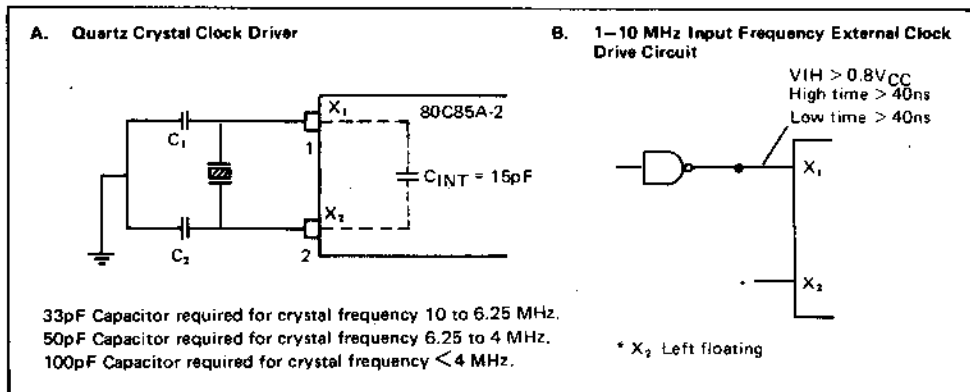 A. Quartz Crystal Clock Driver
X₁
80C85A-2
C₁
1
C_INT = 15pF
X₂
C₂
2
33pF Capacitor required for crystal frequency 10 to 6.25 MHz.
50pF Capacitor required for crystal frequency 6.25 to 4 MHz.
100pF Capacitor required for crystal frequency <4 MHz.
B. 1–10 MHz Input Frequency External Clock
Drive Circuit
VIH > 0.8V_CC
High time > 40ns
Low time > 40ns
X₁
X₂
* X₂ Left floating